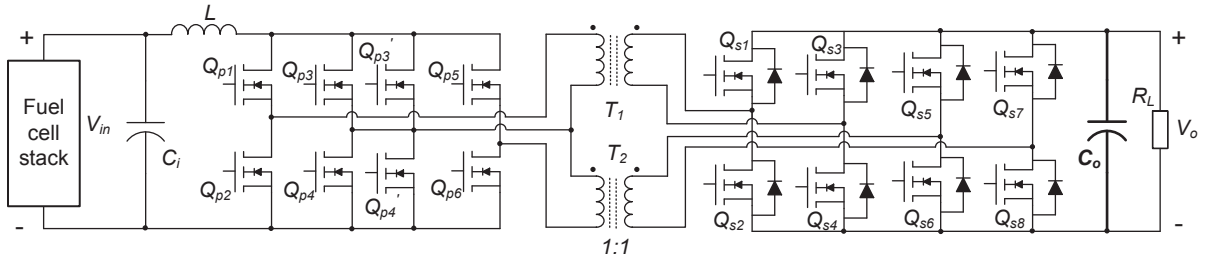 L
+
Q_p1
Q_p3
Q_p3'
Q_p5
Fuel
cell
stack
V_in
C_i
Q_p2
Q_p4
Q_p4'
Q_p6
-
T_1
T_2
1:1
Q_s1
Q_s3
Q_s5
Q_s7
Q_s2
Q_s4
Q_s6
Q_s8
C_o
R_L
+
V_o
-